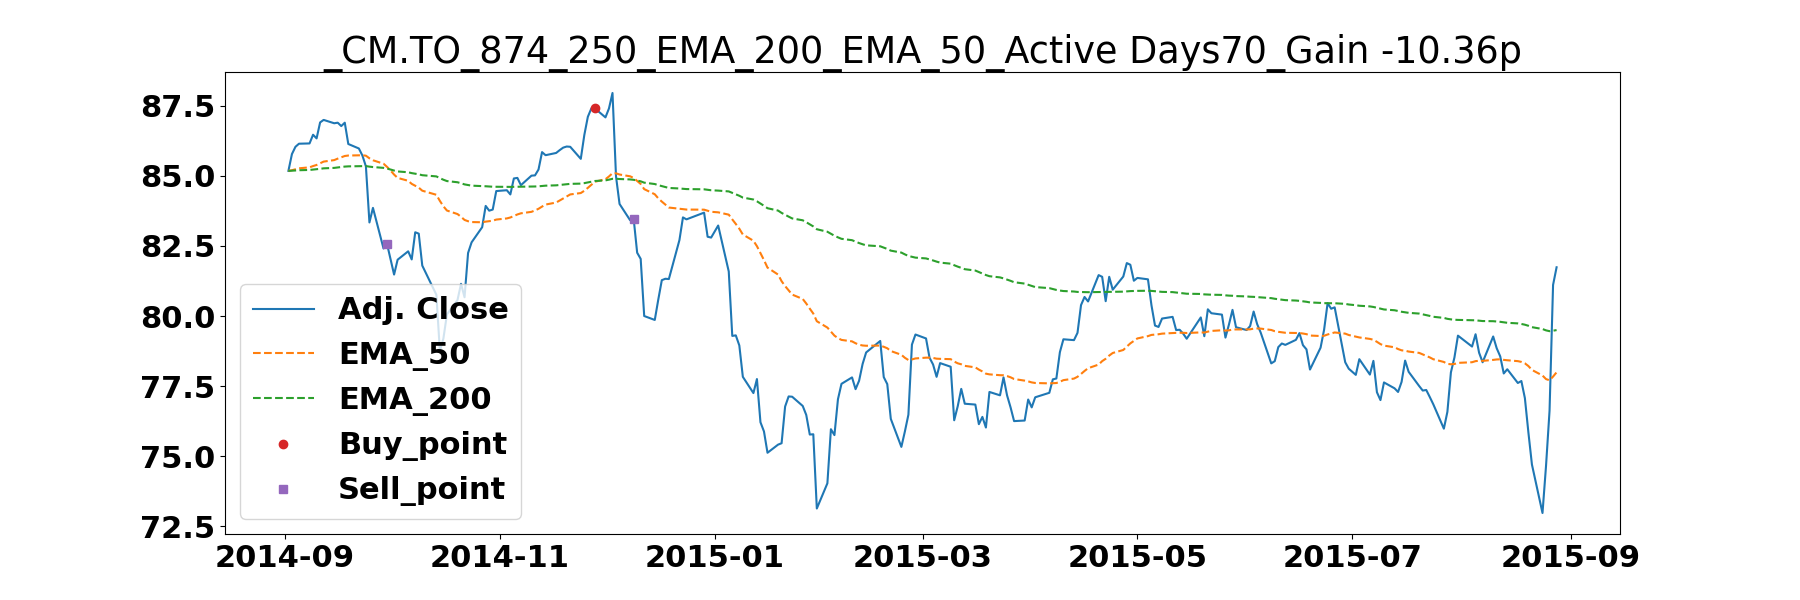 _CM.TO_874_250_EMA_200_EMA_50_Active Days70_Gain -10.36p
87.5
85.0
82.5
80.0
77.5
75.0
72.5
Adj. Close
EMA_50
EMA_200
Buy_point
Sell_point
2014-09 2014-11 2015-01 2015-03 2015-05 2015-07 2015-09